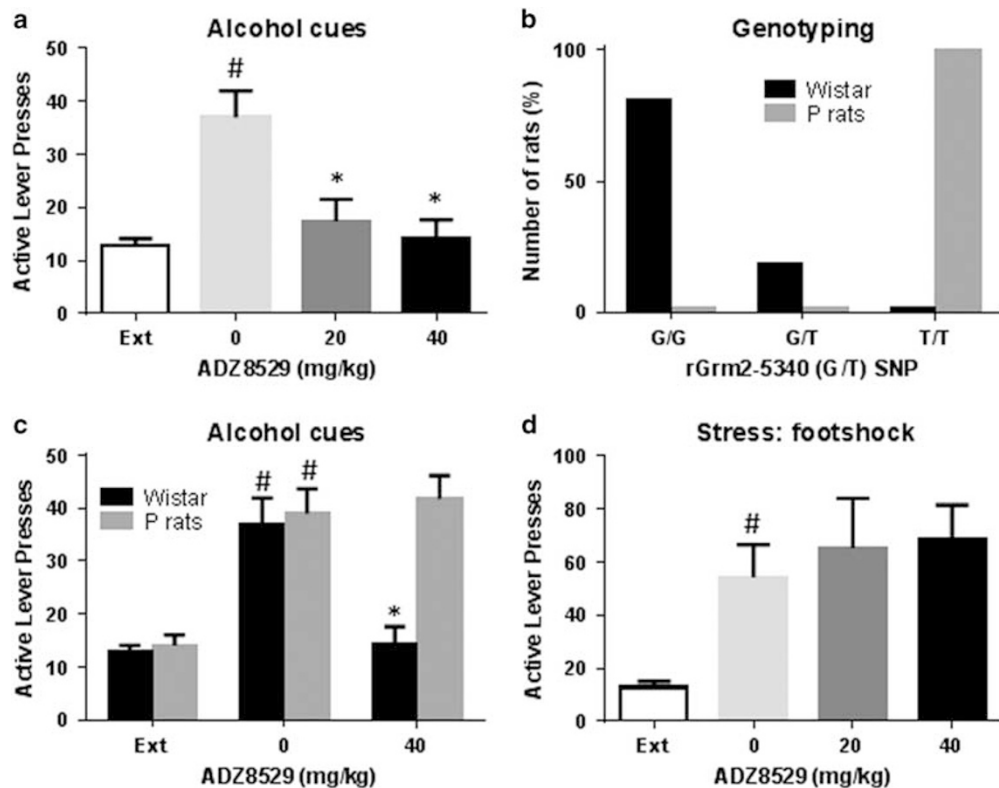 a
Alcohol cues
Active Lever Presses
50
40
30
20
10
0
#
*
*
Ext
0
20
40
ADZ8529 (mg/kg)
b
Genotyping
Number of rats (%)
100
50
0
Wistar
P rats
G/G
G/T
T/T
rGrm2-5340 (G/T) SNP
c
Alcohol cues
Active Lever Presses
50
40
30
20
10
0
Wistar
P rats
#
#
*
Ext
0
40
ADZ8529 (mg/kg)
d
Stress: footshock
Active Lever Presses
100
80
60
40
20
0
#
Ext
0
20
40
ADZ8529 (mg/kg)